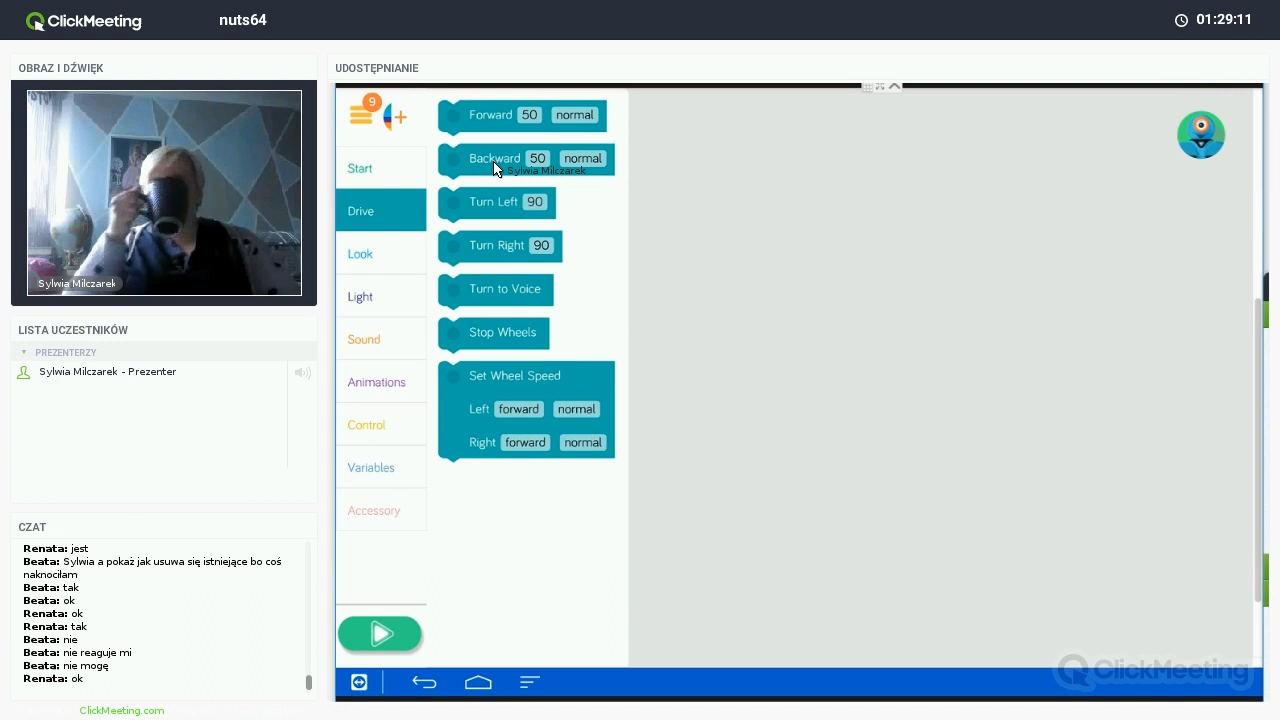 ClickMeeting
nuts64
01:29:11
OBRAZ I DŹWIĘK
Sylwia Milczarek
LISTA UCZESTNIKÓW
PREZENTERZY
Sylwia Milczarek - Prezenter
CZAT
Renata: jest
Beata: Sylwia a pokaż jak usuwa się istniejące bo coś
naknociłam
Beata: tak
Beata: ok
Renata: ok
Renata: tak
Beata: nie
Beata: nie reaguje mi
Beata: nie mogę
Renata: ok
ClickMeeting.com
UDOSTĘPNIANIE
9
Start
Drive
Look
Light
Sound
Animations
Control
Variables
Accessory
Forward 50 normal
Backward 50 normal
Sylwia Milczarek
Turn Left 90
Turn Right 90
Turn to Voice
Stop Wheels
Set Wheel Speed
Left forward normal
Right forward normal
ClickMeeting